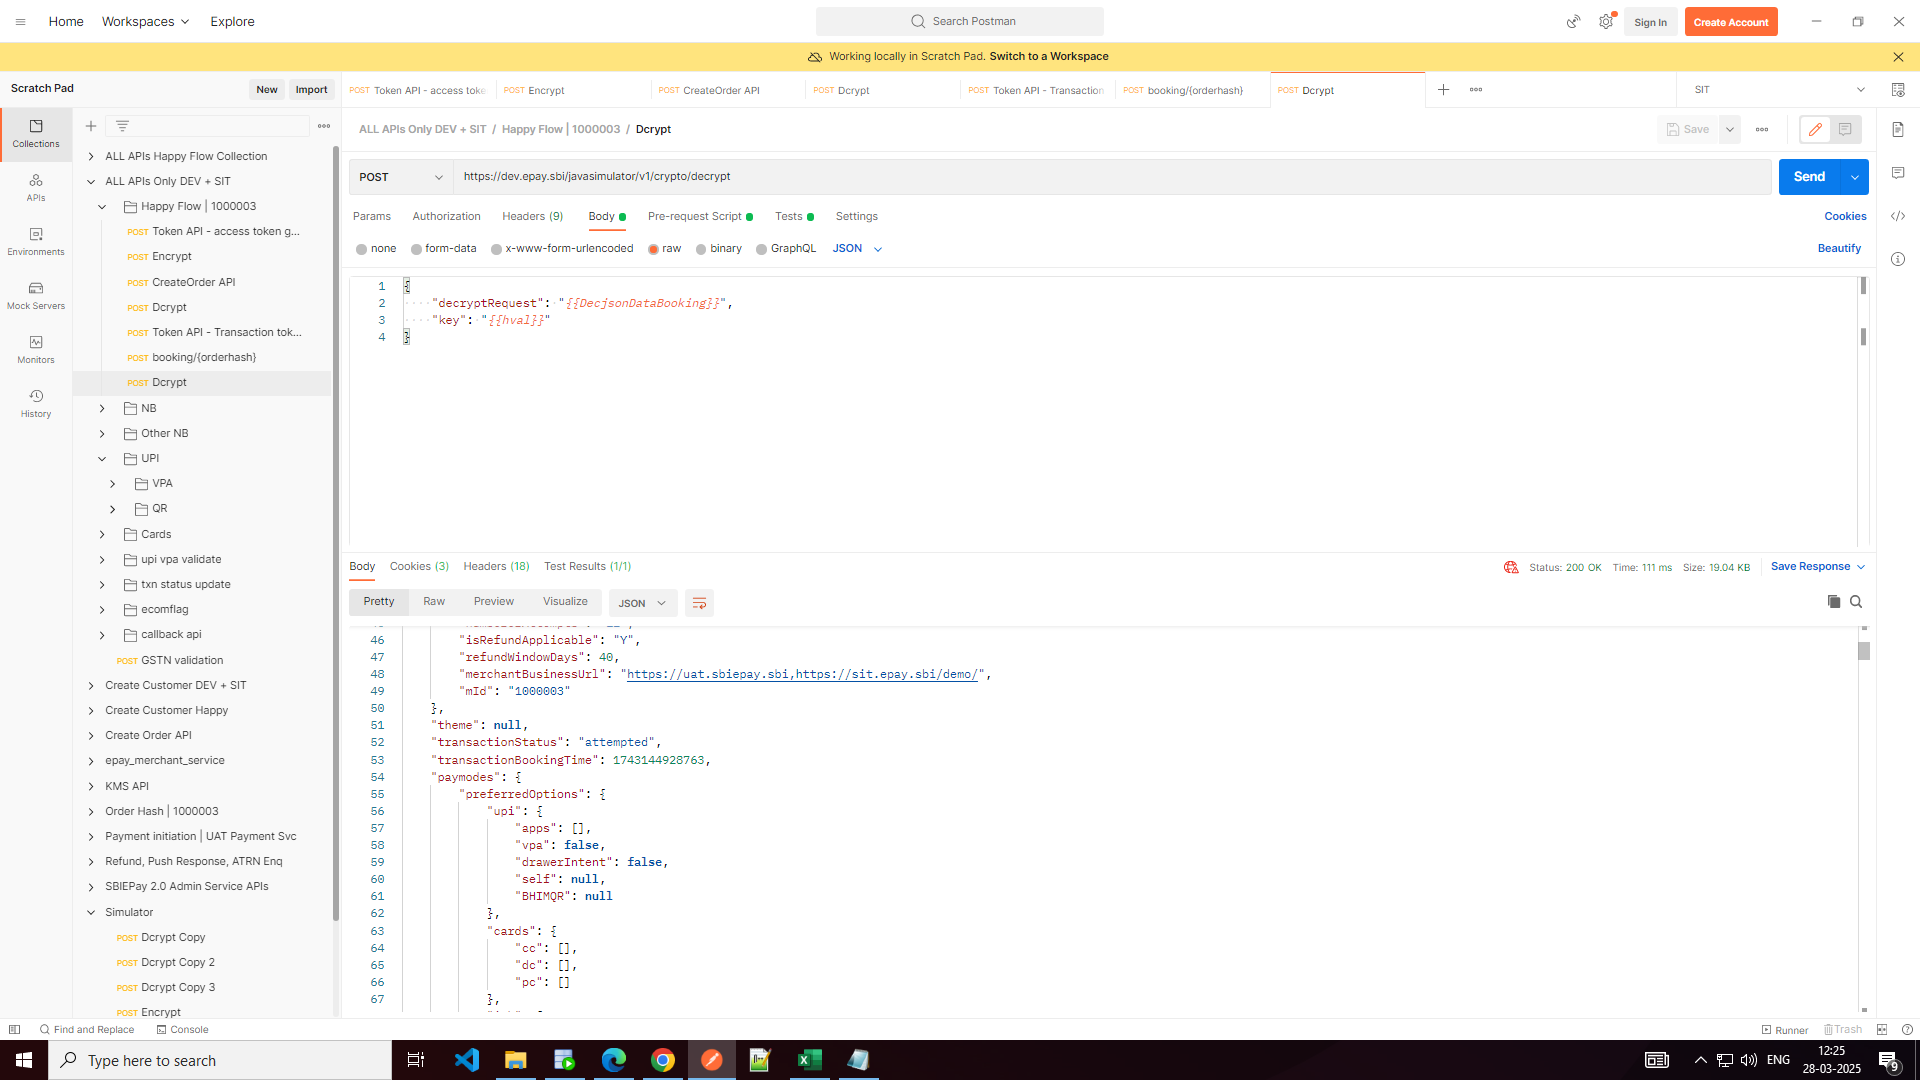 Home
Workspaces
Explore
Search Postman
Sign In
Create Account
Working locally in Scratch Pad. Switch to a Workspace
Scratch Pad
New
Import
POST Token API - access toke
POST Encrypt
POST CreateOrder API
POST Dcrypt
POST Token API - Transaction
POST booking/{orderhash}
POST Dcrypt
SIT
Collections
APIs
Environments
Mock Servers
Monitors
History
ALL APIs Happy Flow Collection
ALL APIs Only DEV + SIT
Happy Flow | 1000003
POST Token API - access token g...
POST Encrypt
POST CreateOrder API
POST Dcrypt
POST Token API - Transaction tok...
POST booking/{orderhash}
POST Dcrypt
NB
Other NB
UPI
VPA
QR
Cards
upi vpa validate
txn status update
ecomflag
callback api
POST GSTN validation
Create Customer DEV + SIT
Create Customer Happy
Create Order API
epay_merchant_service
KMS API
Order Hash | 1000003
Payment initiation | UAT Payment Svc
Refund, Push Response, ATRN Enq
SBIEPay 2.0 Admin Service APIs
Simulator
POST Dcrypt Copy
POST Dcrypt Copy 2
POST Dcrypt Copy 3
POST Encrypt
ALL APIs Only DEV + SIT / Happy Flow | 1000003 / Dcrypt
Save
POST
https://dev.epay.sbi/javasimulator/v1/crypto/decrypt
Send
Params Authorization Headers (9) Body Pre-request Script Tests Settings
Cookies
none form-data x-www-form-urlencoded raw binary GraphQL JSON
Beautify
1 {
2 "decryptRequest": "{{DecjsonDataBooking}}",
3 "key": "{{hval}}"
4 }
Body Cookies (3) Headers (18) Test Results (1/1)
Status: 200 OK Time: 111 ms Size: 19.04 KB Save Response
Pretty Raw Preview Visualize JSON
46 "isRefundApplicable": "Y",
47 "refundWindowDays": 40,
48 "merchantBusinessUrl": "https://uat.sbiepay.sbi,https://sit.epay.sbi/demo/",
49 "mId": "1000003"
50 },
51 "theme": null,
52 "transactionStatus": "attempted",
53 "transactionBookingTime": 1743144928763,
54 "paymodes": {
55 "preferredOptions": {
56 "upi": {
57 "apps": [],
58 "vpa": false,
59 "drawerIntent": false,
60 "self": null,
61 "BHIMQR": null
62 },
63 "cards": {
64 "cc": [],
65 "dc": [],
66 "pc": []
67 },
Find and Replace
Console
Runner
Trash
Type here to search
ENG
12:25
28-03-2025
9